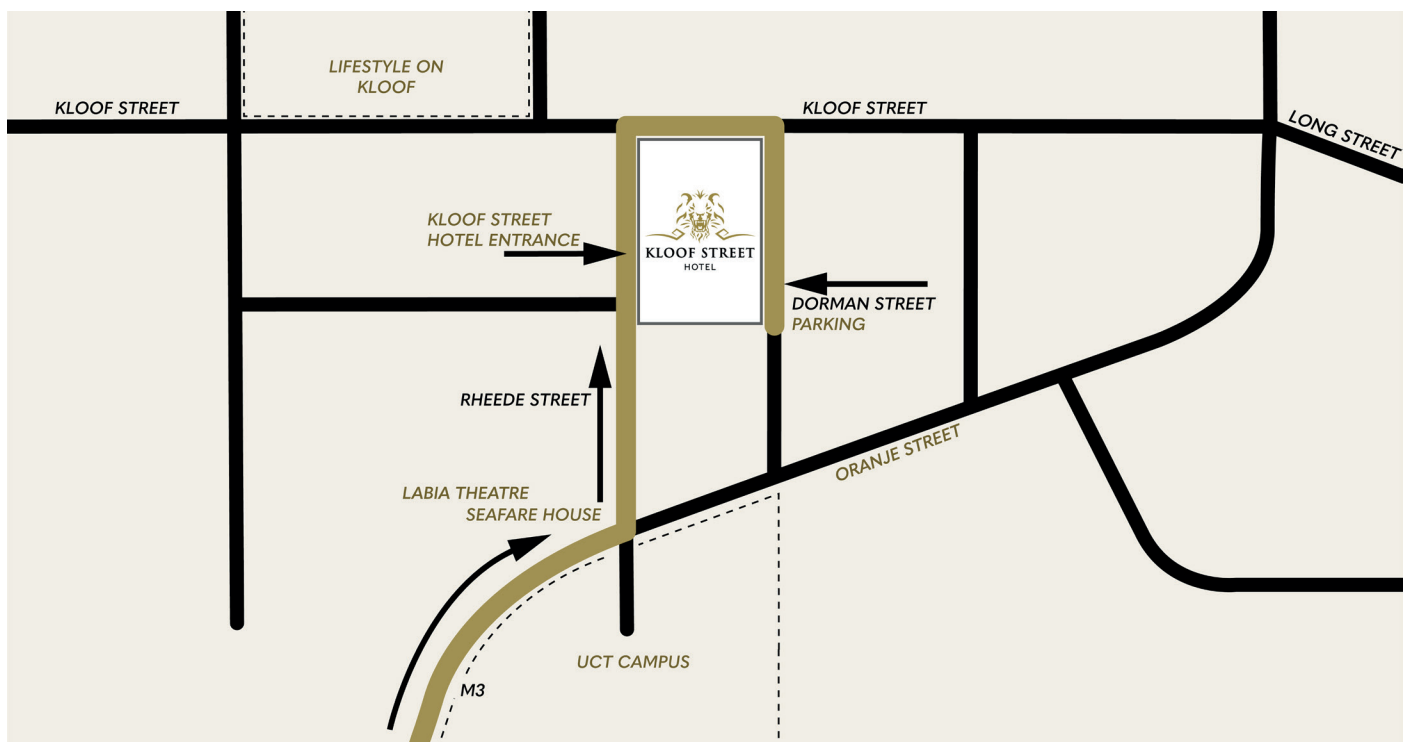 LIFESTYLE ON
KLOOF
KLOOF STREET
KLOOF STREET
LONG STREET
KLOOF STREET
HOTEL ENTRANCE
KLOOF STREET
HOTEL
DORMAN STREET
PARKING
RHEEDE STREET
ORANJE STREET
LABIA THEATRE
SEAFARE HOUSE
UCT CAMPUS
M3